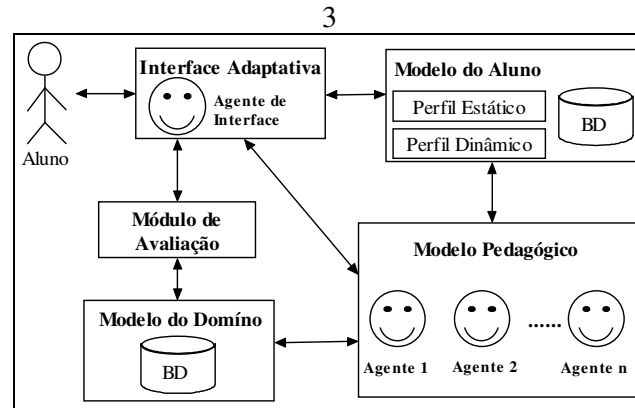 3
Aluno
Interface Adaptativa
Agente de
Interface
Modelo do Aluno
Perfil Estático
Perfil Dinâmico
BD
Módulo de
Avaliação
Modelo Pedagógico
Agente 1
Agente 2
......
Agente n
Modelo do Domíno
BD